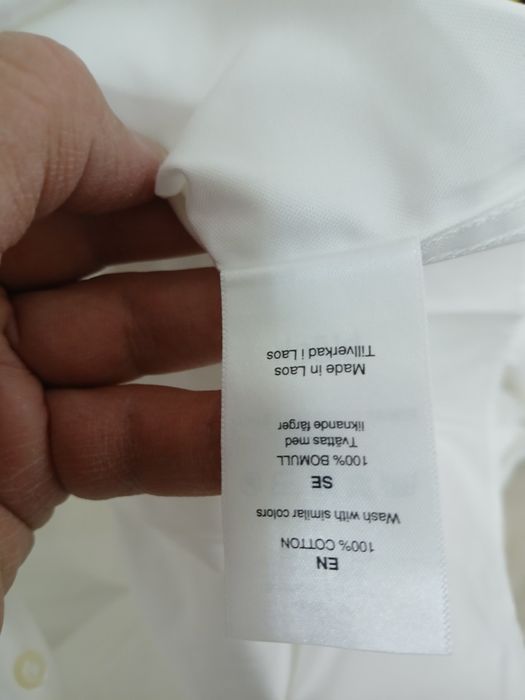 EN
100% COTTON
Wash with similar colors
SE
100% BOMULL
Tvättas med
liknande färger
Made in Laos
Tillverkad i Laos